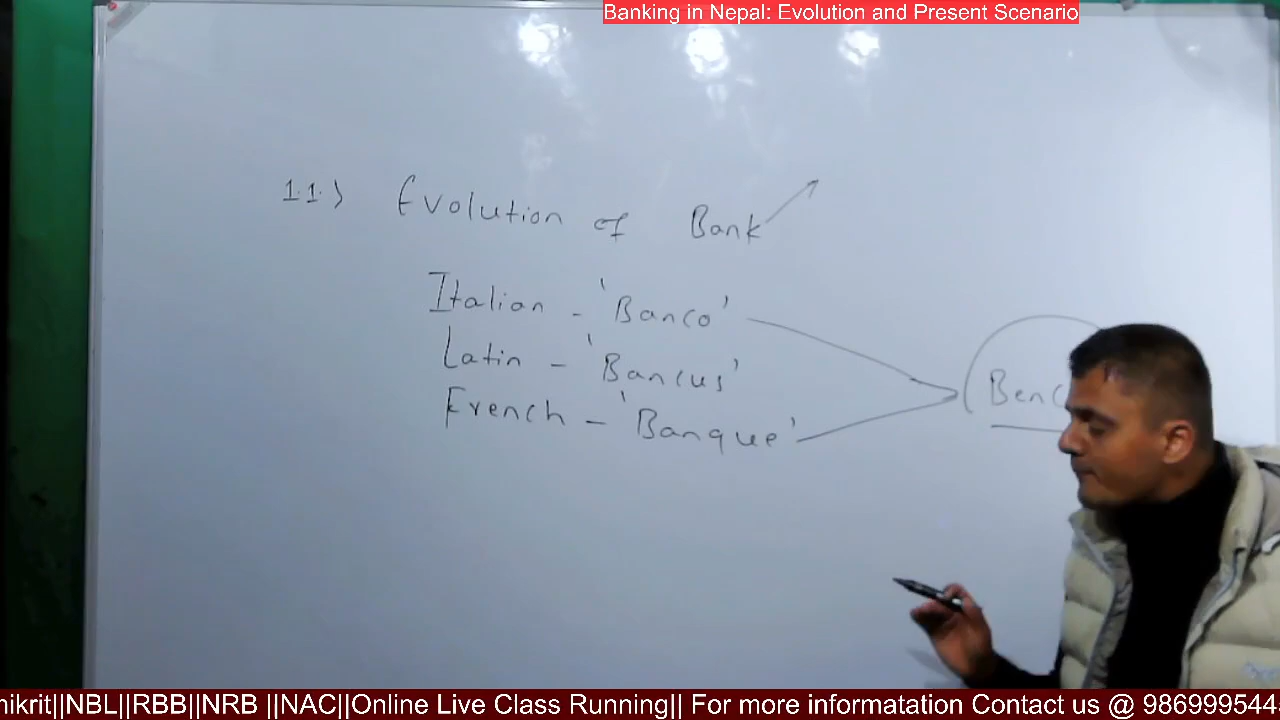 Banking in Nepal: Evolution and Present Scenario
1.1.) Evolution of Bank
Italian - 'Banco'
Latin - 'Bancus'
French - 'Banque'
Benc
nikrit||NBL||RBB||NRB ||NAC||Online Live Class Running|| For more informatation Contact us @ 986999544